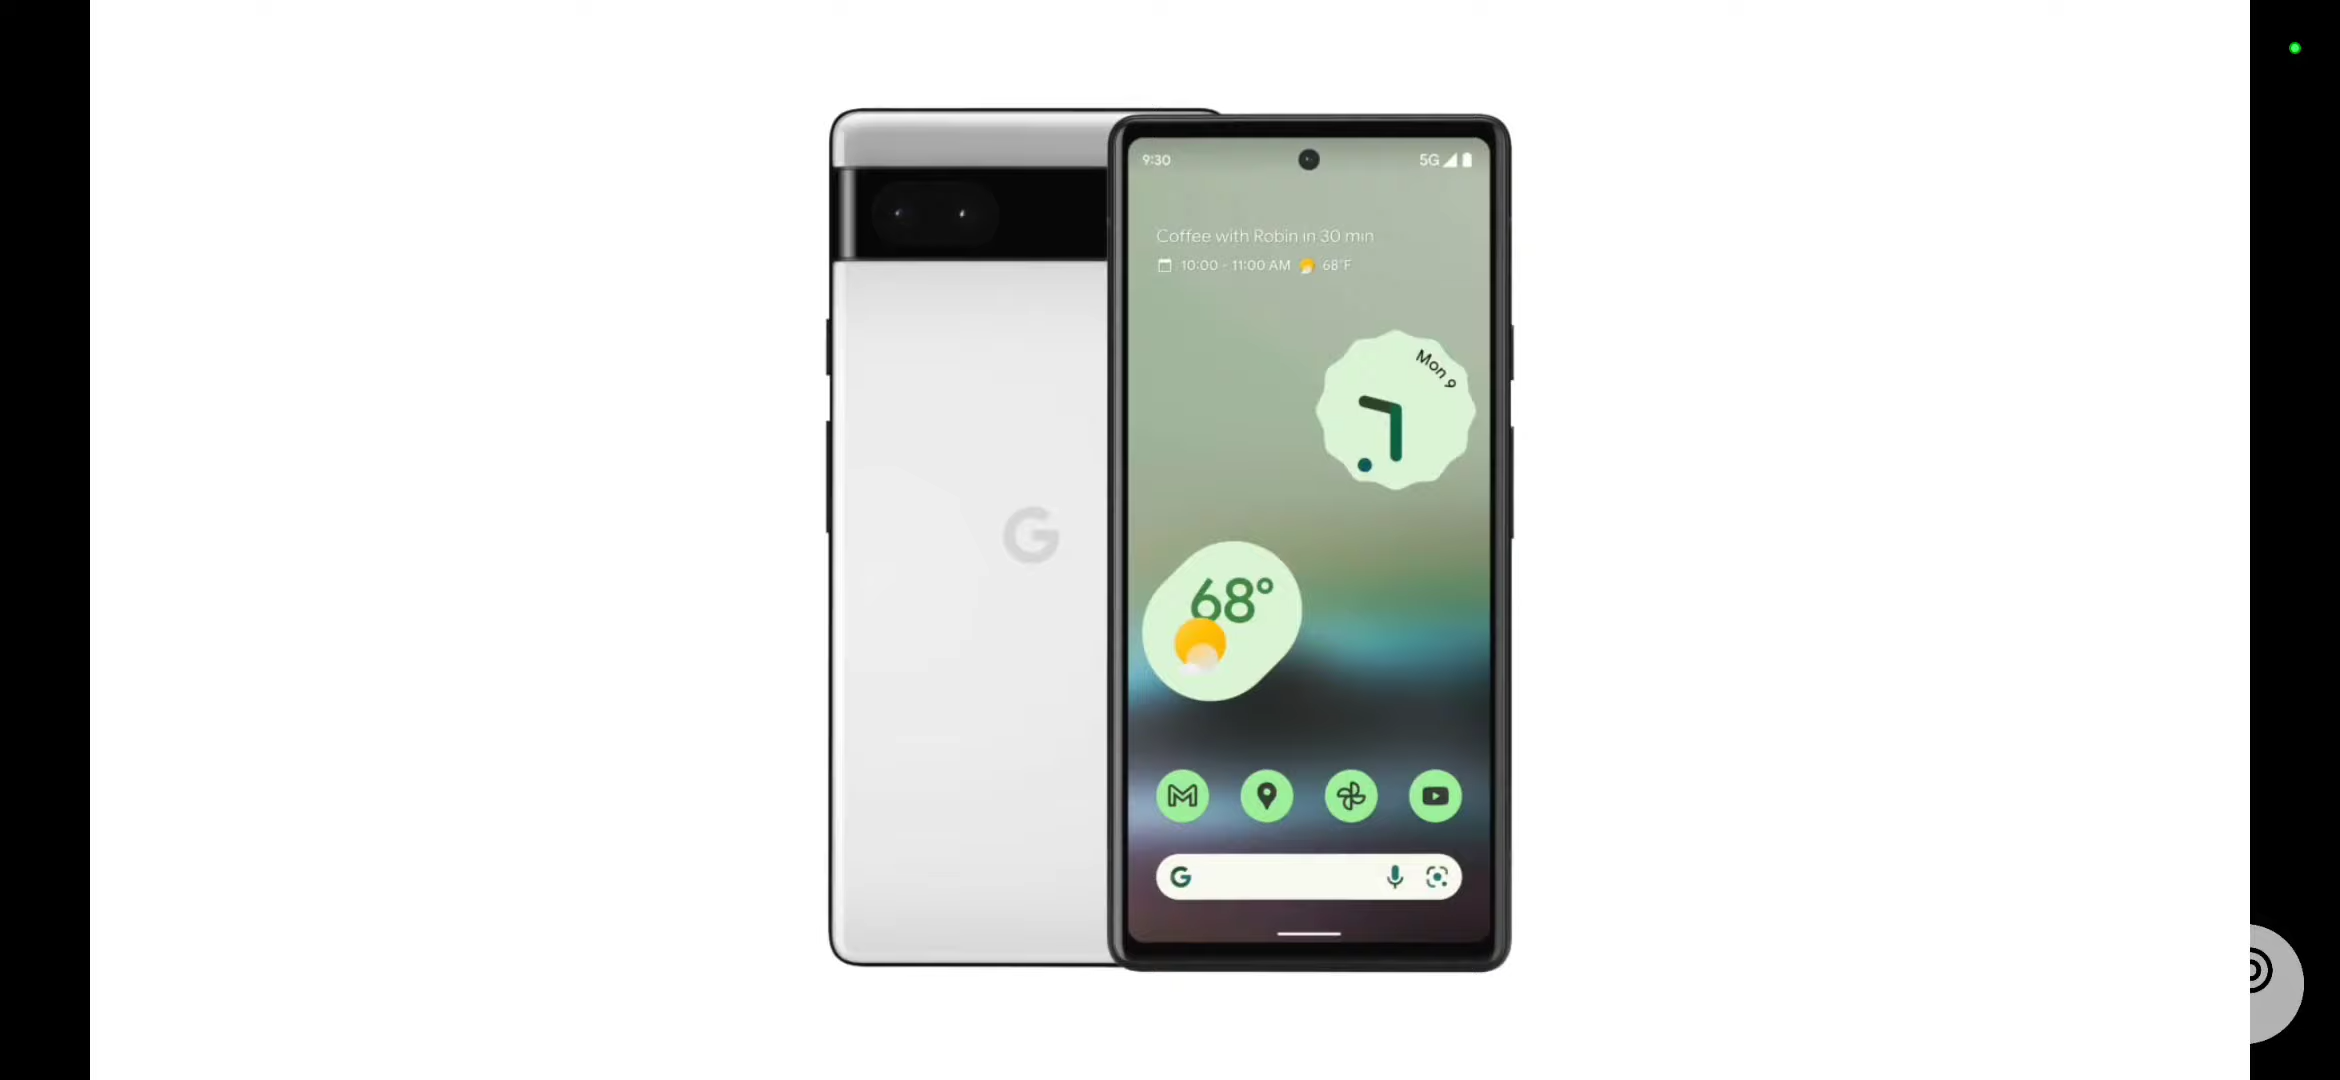 9:30
5G
Coffee with Robin in 30 min
10:00 - 11:00 AM 68°F
Mon 9
68°